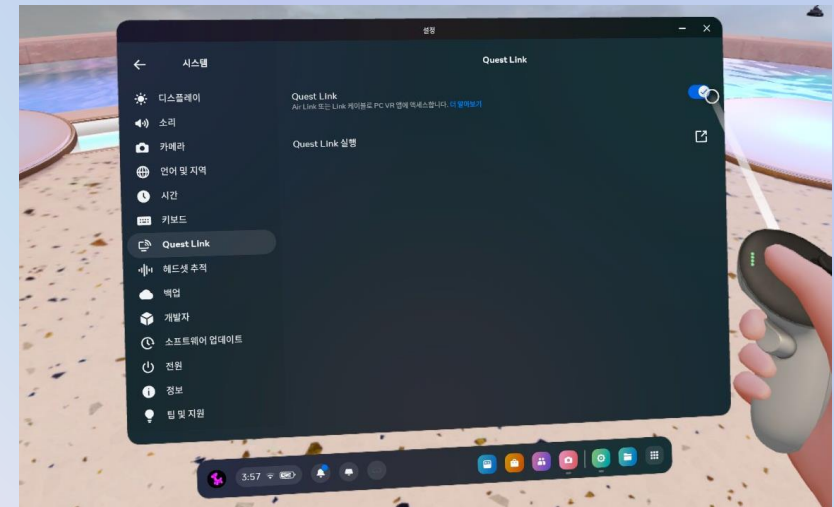 설정
시스템
Quest Link
디스플레이
소리
카메라
언어 및 지역
시간
키보드
Quest Link
헤드셋 추적
백업
개발자
소프트웨어 업데이트
전원
정보
팁 및 지원
Quest Link
Air Link 또는 Link 케이블로 PC VR 앱에 액세스합니다. 더 알아보기
Quest Link 실행
3:57